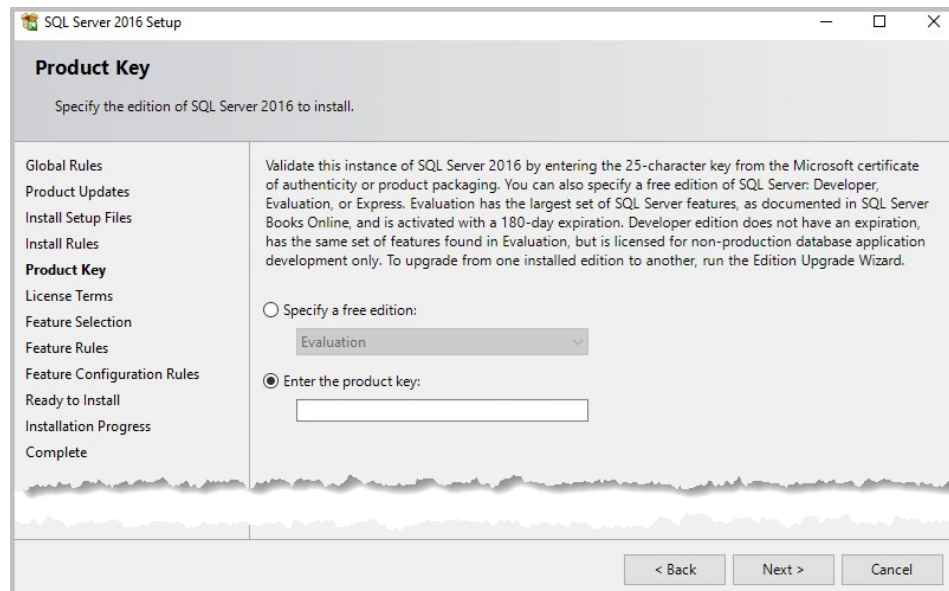 SQL Server 2016 Setup
Product Key
Specify the edition of SQL Server 2016 to install.
Global Rules
Product Updates
Install Setup Files
Install Rules
Product Key
License Terms
Feature Selection
Feature Rules
Feature Configuration Rules
Ready to Install
Installation Progress
Complete
Validate this instance of SQL Server 2016 by entering the 25-character key from the Microsoft certificate
of authenticity or product packaging. You can also specify a free edition of SQL Server: Developer,
Evaluation, or Express. Evaluation has the largest set of SQL Server features, as documented in SQL Server
Books Online, and is activated with a 180-day expiration. Developer edition does not have an expiration,
has the same set of features found in Evaluation, but is licensed for non-production database application
development only. To upgrade from one installed edition to another, run the Edition Upgrade Wizard.
Specify a free edition:
Evaluation
Enter the product key:
< Back
Next >
Cancel